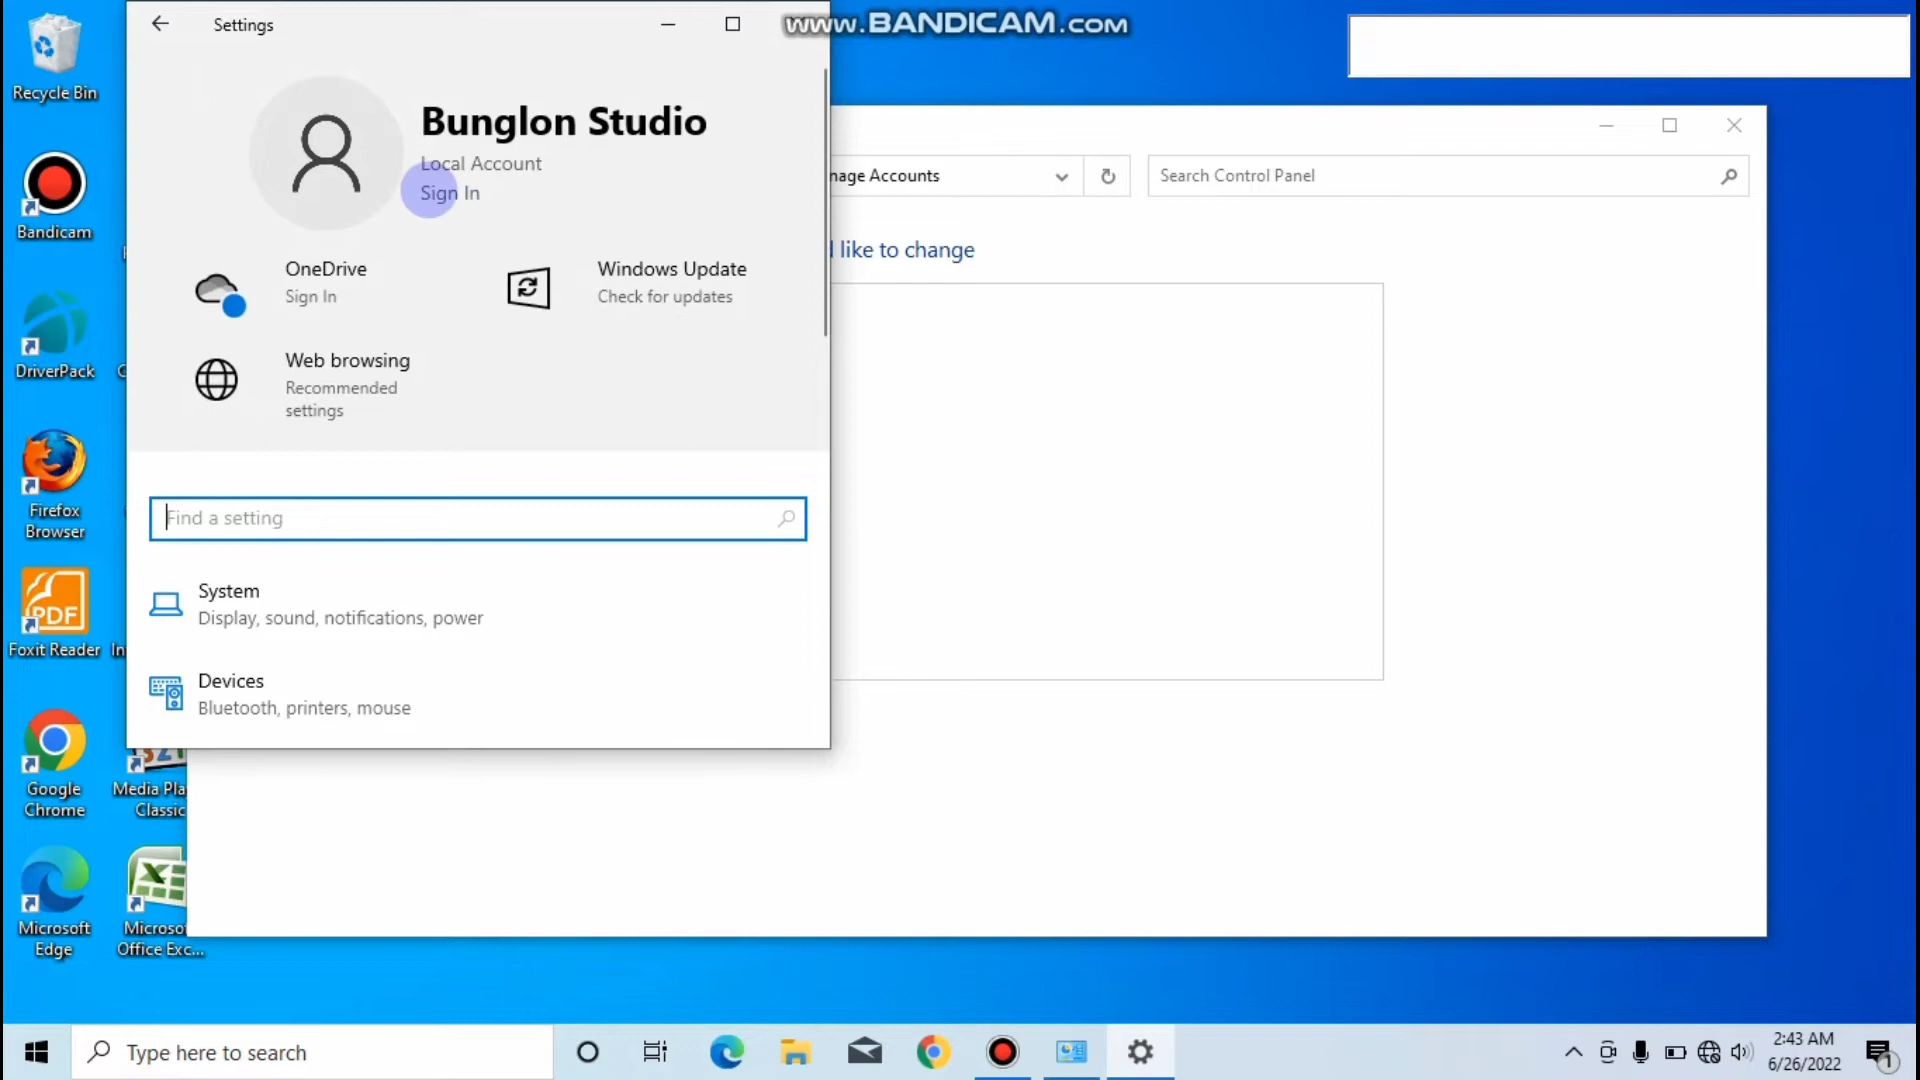 Settings
www.BANDICAM.com
Bunglon Studio
Local Account
Sign In
OneDrive
Sign In
Windows Update
Check for updates
Web browsing
Recommended
settings
Find a setting
System
Display, sound, notifications, power
Devices
Bluetooth, printers, mouse
nage Accounts
Search Control Panel
like to change
Recycle Bin
Bandicam
DriverPack
Firefox
Browser
PDF
Foxit Reader
Google
Chrome
Media Pla
Classic
Microsoft
Edge
Microsof
Office Exc...
Type here to search
2:43 AM
6/26/2022
1